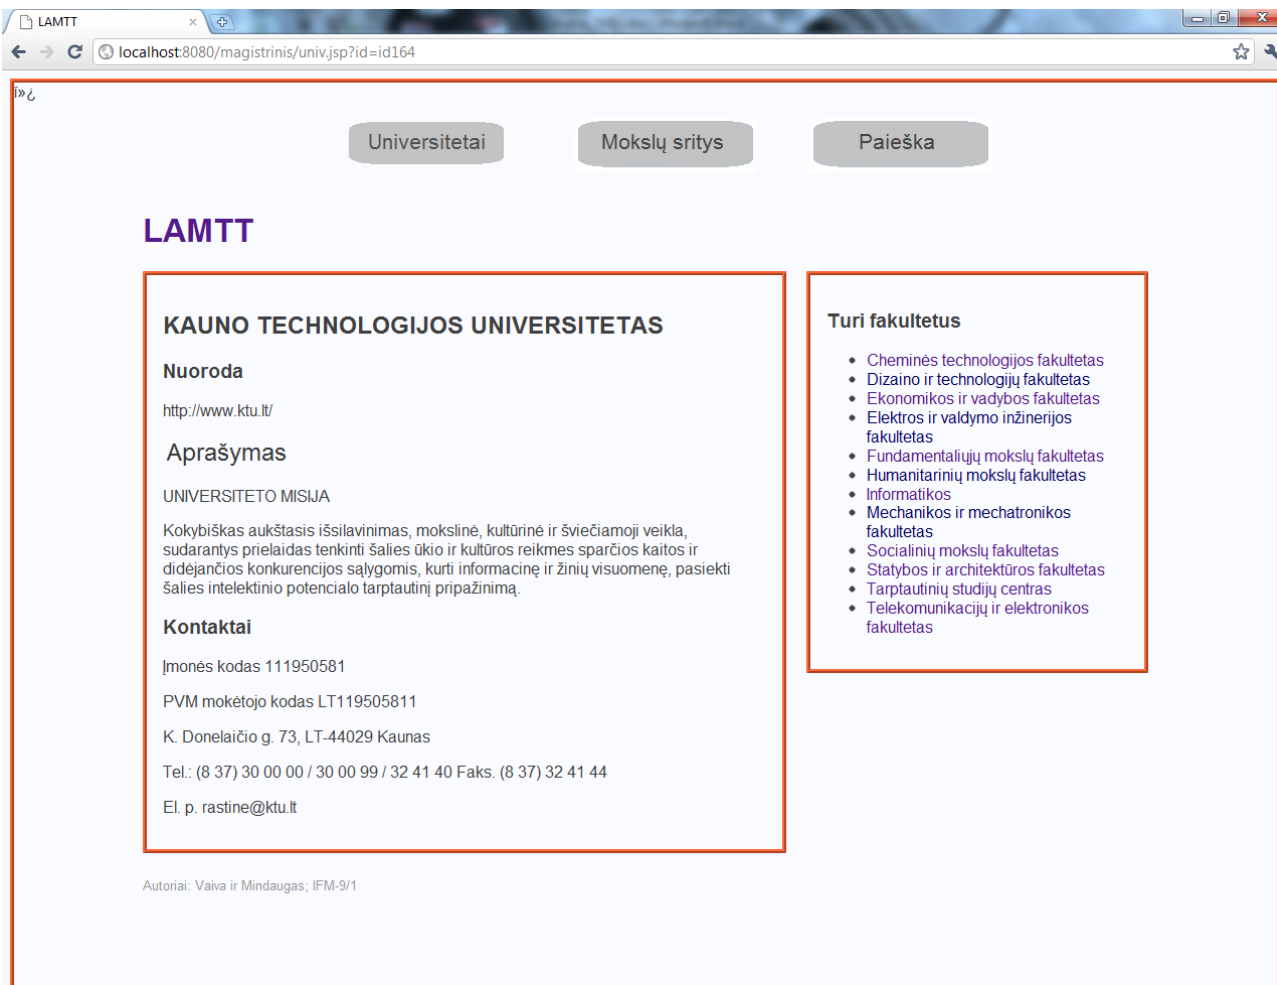 LAMTT
localhost:8080/magistrinis/univ.jsp?id=id164
ï»¿
Universitetai
Mokslų sritys
Paieška
LAMTT
KAUNO TECHNOLOGIJOS UNIVERSITETAS
Nuoroda
http://www.ktu.lt/
Aprašymas
UNIVERSITETO MISIJA
Kokybiškas aukštasis išsilavinimas, mokslinė, kultūrinė ir šviečiamoji veikla,
sudarantys prielaidas tenkinti šalies ūkio ir kultūros reikmes sparčios kaitos ir
didėjančios konkurencijos sąlygomis, kurti informacinę ir žinių visuomenę, pasiekti
šalies intelektinio potencialo tarptautinį pripažinimą.
Kontaktai
Įmonės kodas 111950581
PVM mokėtojo kodas LT119505811
K. Donelaičio g. 73, LT-44029 Kaunas
Tel.: (8 37) 30 00 00 / 30 00 99 / 32 41 40 Faks. (8 37) 32 41 44
El. p. rastine@ktu.lt
Turi fakultetus
Cheminės technologijos fakultetas
Dizaino ir technologijų fakultetas
Ekonomikos ir vadybos fakultetas
Elektros ir valdymo inžinerijos
fakultetas
Fundamentaliųjų mokslų fakultetas
Humanitarinių mokslų fakultetas
Informatikos
Mechanikos ir mechatronikos
fakultetas
Socialinių mokslų fakultetas
Statybos ir architektūros fakultetas
Tarptautinių studijų centras
Telekomunikacijų ir elektronikos
fakultetas
Autoriai: Vaiva ir Mindaugas; IFM-9/1